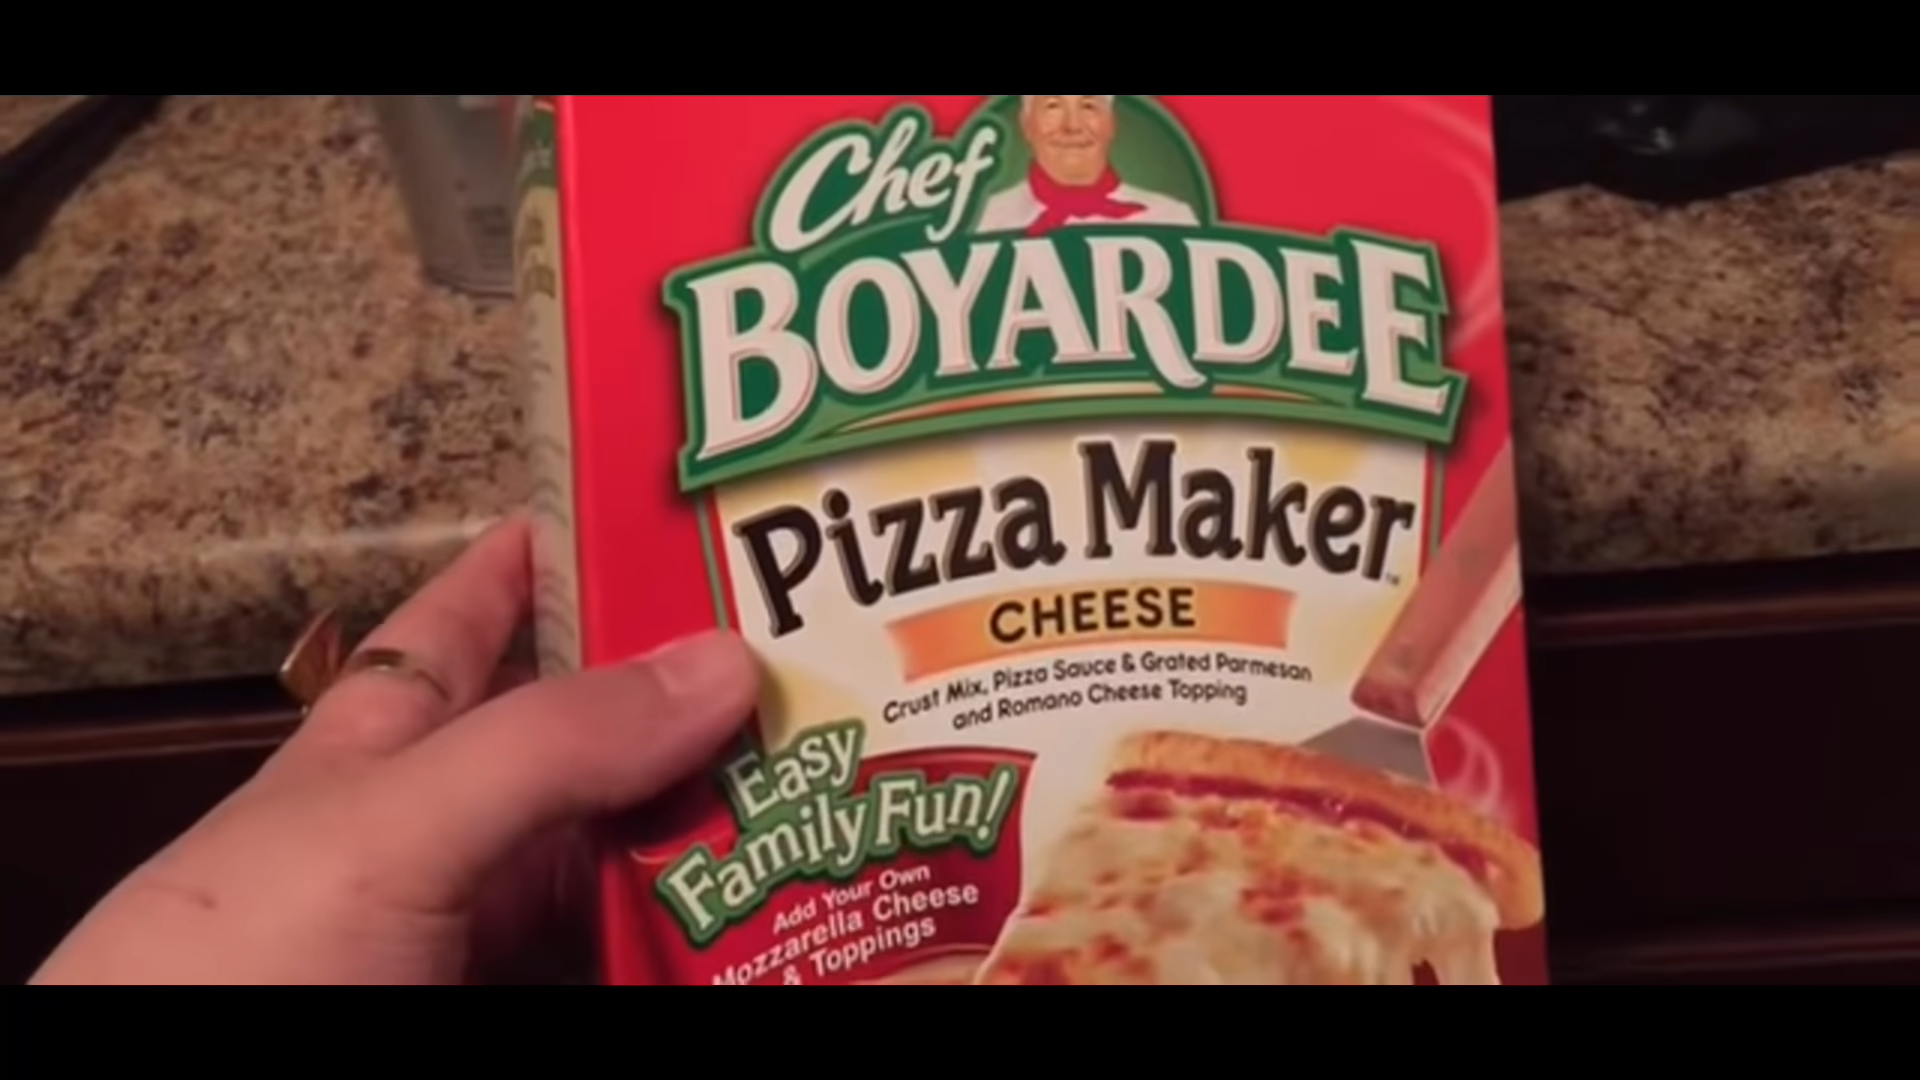 Chef
BOYARDEE
Pizza Maker™
CHEESE
Crust Mix, Pizza Sauce & Grated Parmesan
and Romano Cheese Topping
Easy
Family Fun!
Add Your Own
Mozzarella Cheese
& Toppings